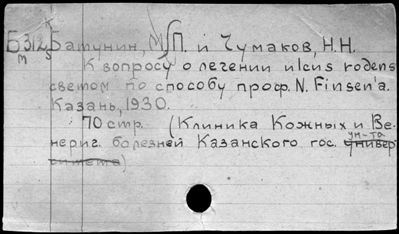 Б312 Батунин, М.П. и Чумаков, Н.Н.
К вопросу о лечении ulcus rodens
светом по способу проф. N. Finsen'а.
Казань, 1930.
70 стр. (Клиника Кожных и Ве-
нериг. болезней Казанского гос. ун-та